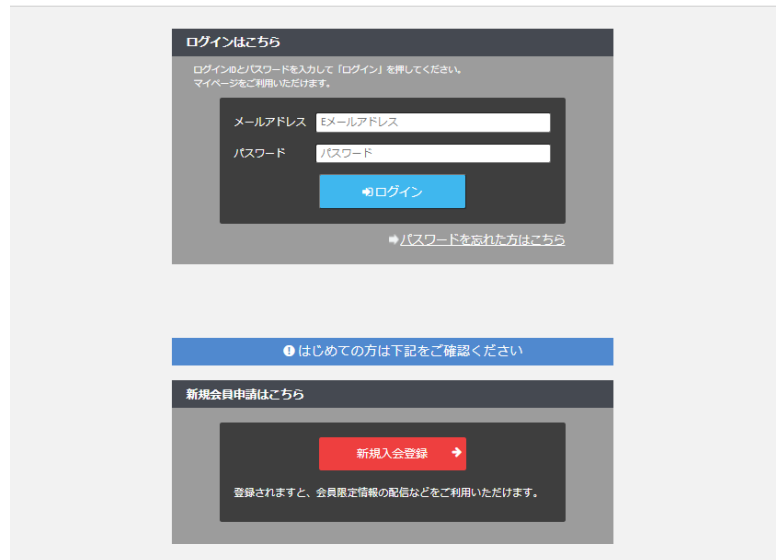 ログインはこちら
ログインIDとパスワードを入力して「ログイン」を押してください。
マイページをご利用いただけます。
メールアドレス Eメールアドレス
パスワード パスワード
ログイン
パスワードを忘れた方はこちら
はじめての方は下記をご確認ください
新規会員申請はこちら
新規入会登録
登録されますと、会員限定情報の配信などをご利用いただけます。